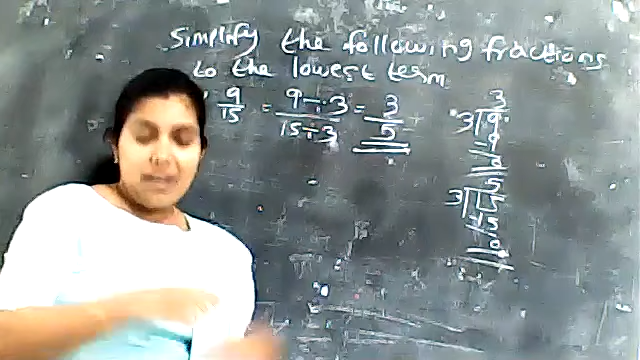 Simplify the following fractions
to the lowest term
9/15 = 9÷3/15÷3 = 3/5
3
3)9
9
0
5
3)15
15
0